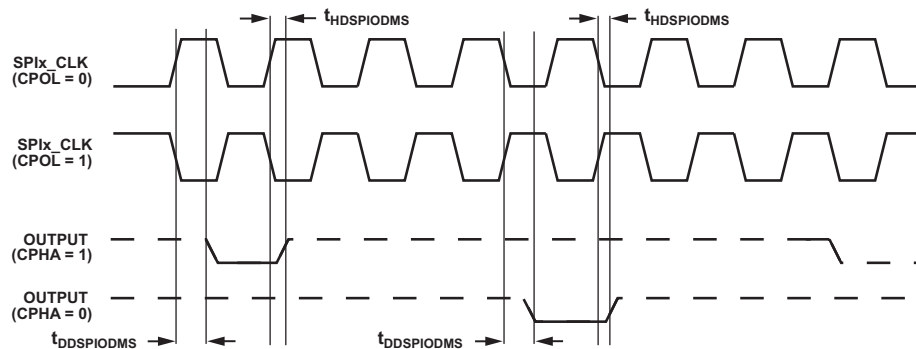 tHDSPIODMS
tHDSPIODMS
SPIx_CLK
(CPOL = 0)
SPIx_CLK
(CPOL = 1)
OUTPUT
(CPHA = 1)
OUTPUT
(CPHA = 0)
tDDSPIODMS
tDDSPIODMS